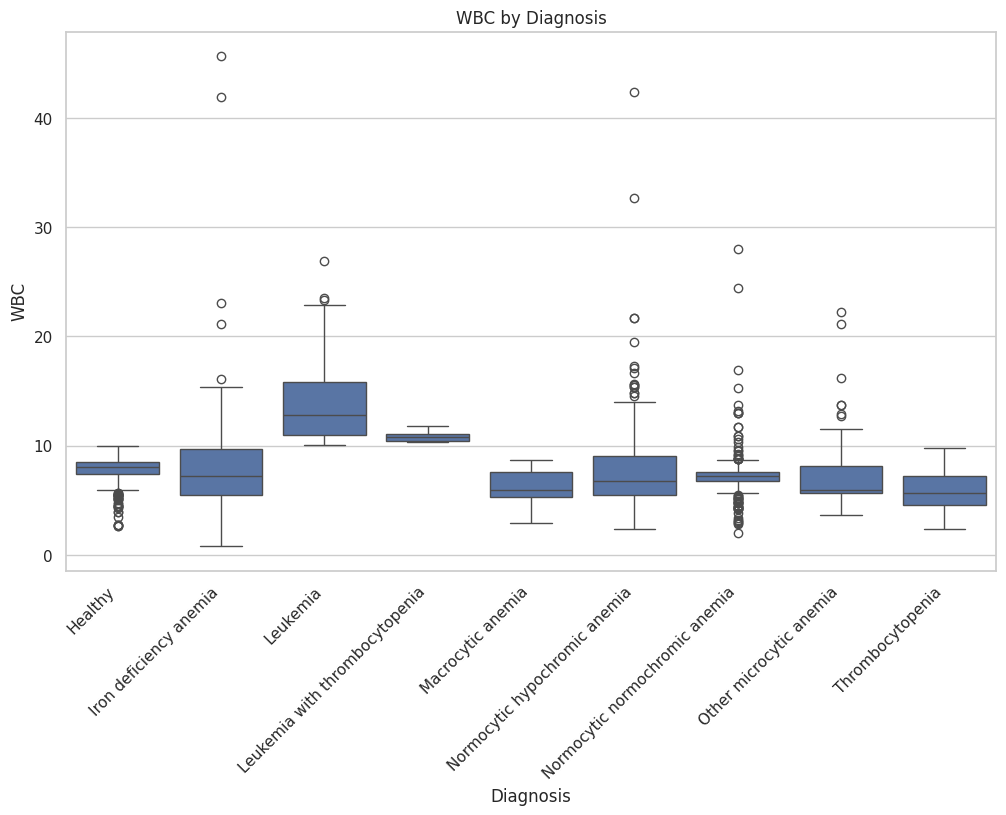 WBC by Diagnosis
WBC
40
30
20
10
0
Healthy
Iron deficiency anemia
Leukemia
Leukemia with thrombocytopenia
Macrocytic anemia
Normocytic hypochromic anemia
Normocytic normochromic anemia
Other microcytic anemia
Thrombocytopenia
Diagnosis